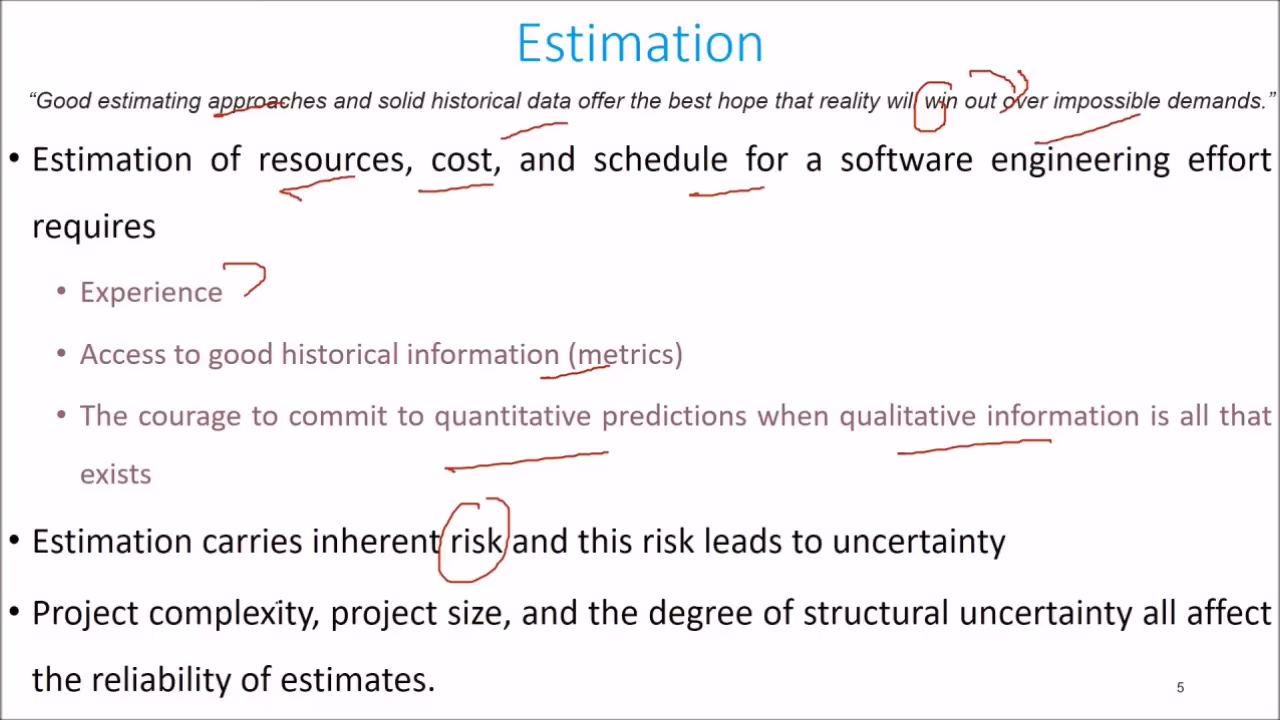 Estimation
“Good estimating approaches and solid historical data offer the best hope that reality will win out over impossible demands.”
• Estimation of resources, cost, and schedule for a software engineering effort
requires
• Experience
• Access to good historical information (metrics)
• The courage to commit to quantitative predictions when qualitative information is all that
exists
• Estimation carries inherent risk and this risk leads to uncertainty
• Project complexity, project size, and the degree of structural uncertainty all affect
the reliability of estimates.
5